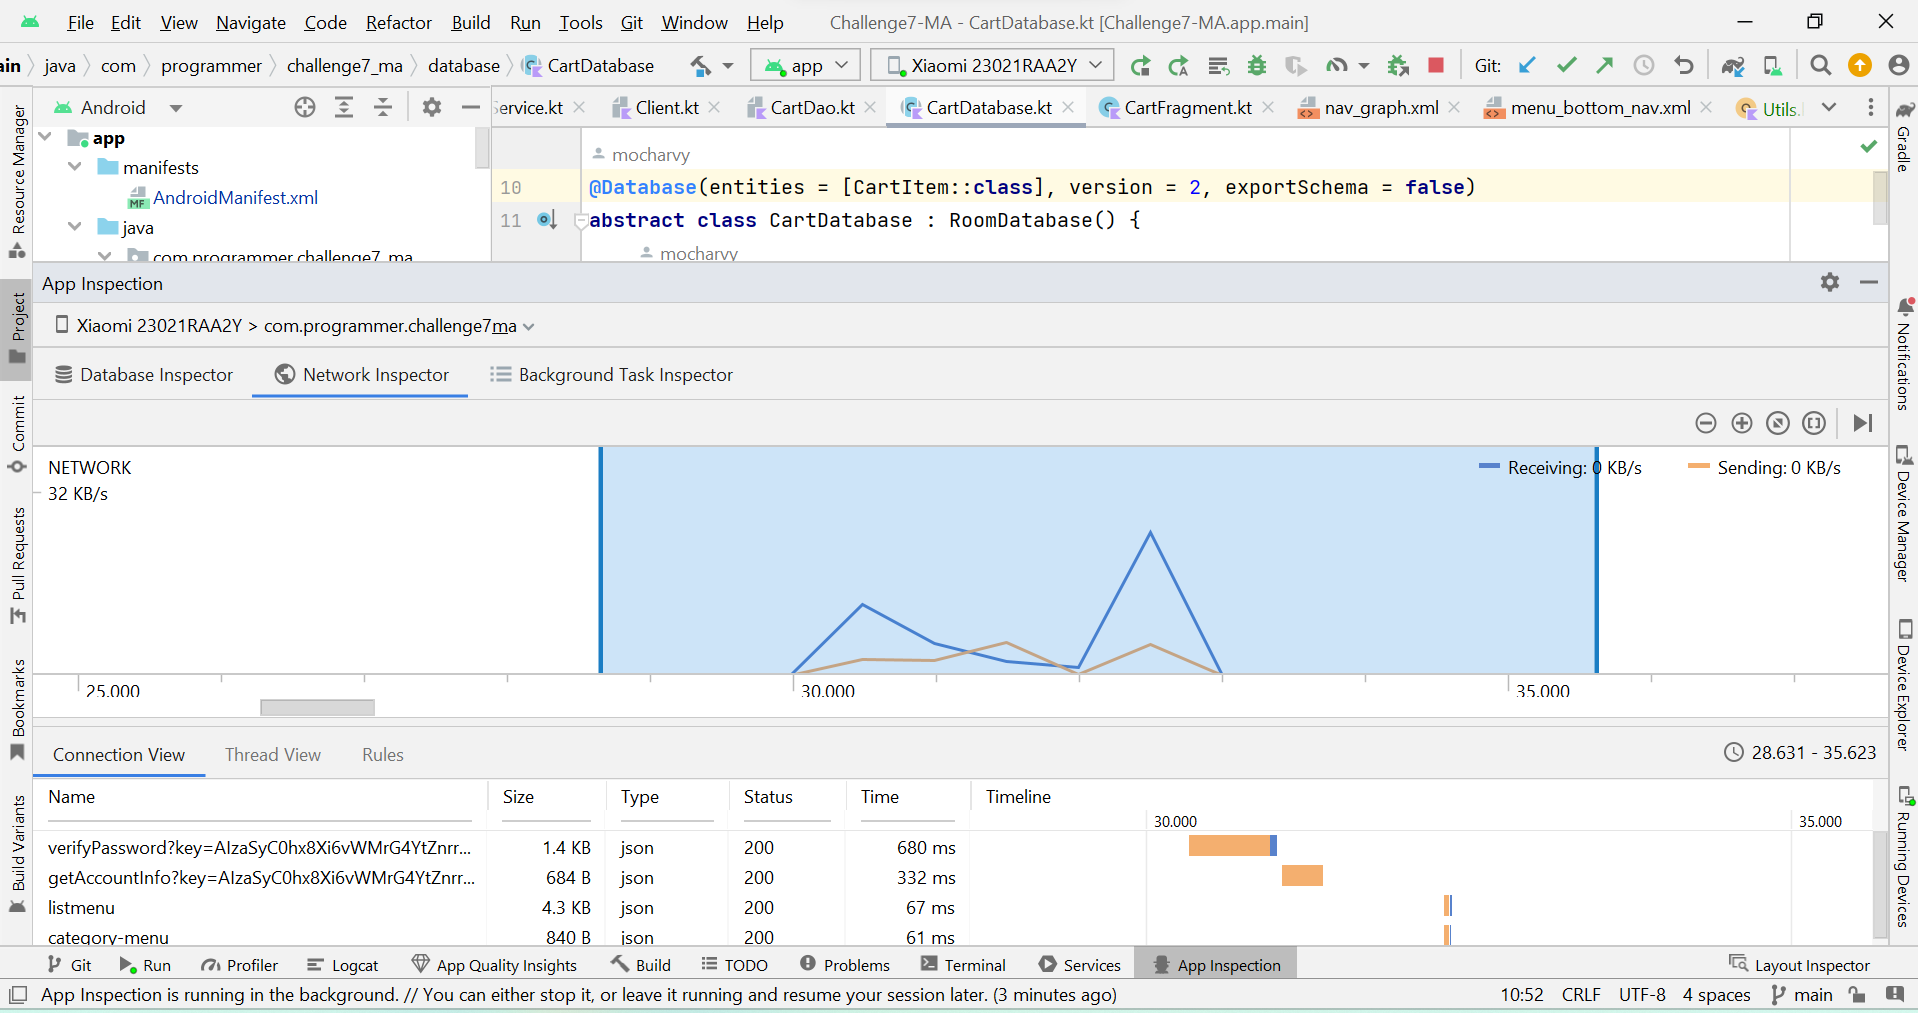 File Edit View Navigate Code Refactor Build Run Tools Git Window Help Challenge7-MA - CartDatabase.kt [Challenge7-MA.app.main]
ain java com programmer challenge7_ma database CartDatabase app Xiaomi 23021RAA2Y Git:
Android
Service.kt Client.kt CartDao.kt CartDatabase.kt CartFragment.kt nav_graph.xml menu_bottom_nav.xml Utils.
app
manifests
AndroidManifest.xml
java
com.programmer.challenge7_ma
mocharvy
10 @Database(entities = [CartItem::class], version = 2, exportSchema = false)
11 abstract class CartDatabase : RoomDatabase() {
mocharvy
Resource Manager
Project
Commit
Pull Requests
Bookmarks
Build Variants
App Inspection
Xiaomi 23021RAA2Y > com.programmer.challenge7ma
Database Inspector Network Inspector Background Task Inspector
NETWORK
32 KB/s
Receiving: 0 KB/s Sending: 0 KB/s
25.000 30.000 35.000
Connection View Thread View Rules 28.631 - 35.623
Name Size Type Status Time Timeline
30.000 35.000
verifyPassword?key=AIzaSyC0hx8Xi6vWMrG4YtZnrr... 1.4 KB json 200 680 ms
getAccountInfo?key=AIzaSyC0hx8Xi6vWMrG4YtZnrr... 684 B json 200 332 ms
listmenu 4.3 KB json 200 67 ms
category-menu 840 B json 200 61 ms
Gradle
Notifications
Device Manager
Device Explorer
Running Devices
Git Run Profiler Logcat App Quality Insights Build TODO Problems Terminal Services App Inspection Layout Inspector
App Inspection is running in the background. // You can either stop it, or leave it running and resume your session later. (3 minutes ago) 10:52 CRLF UTF-8 4 spaces main